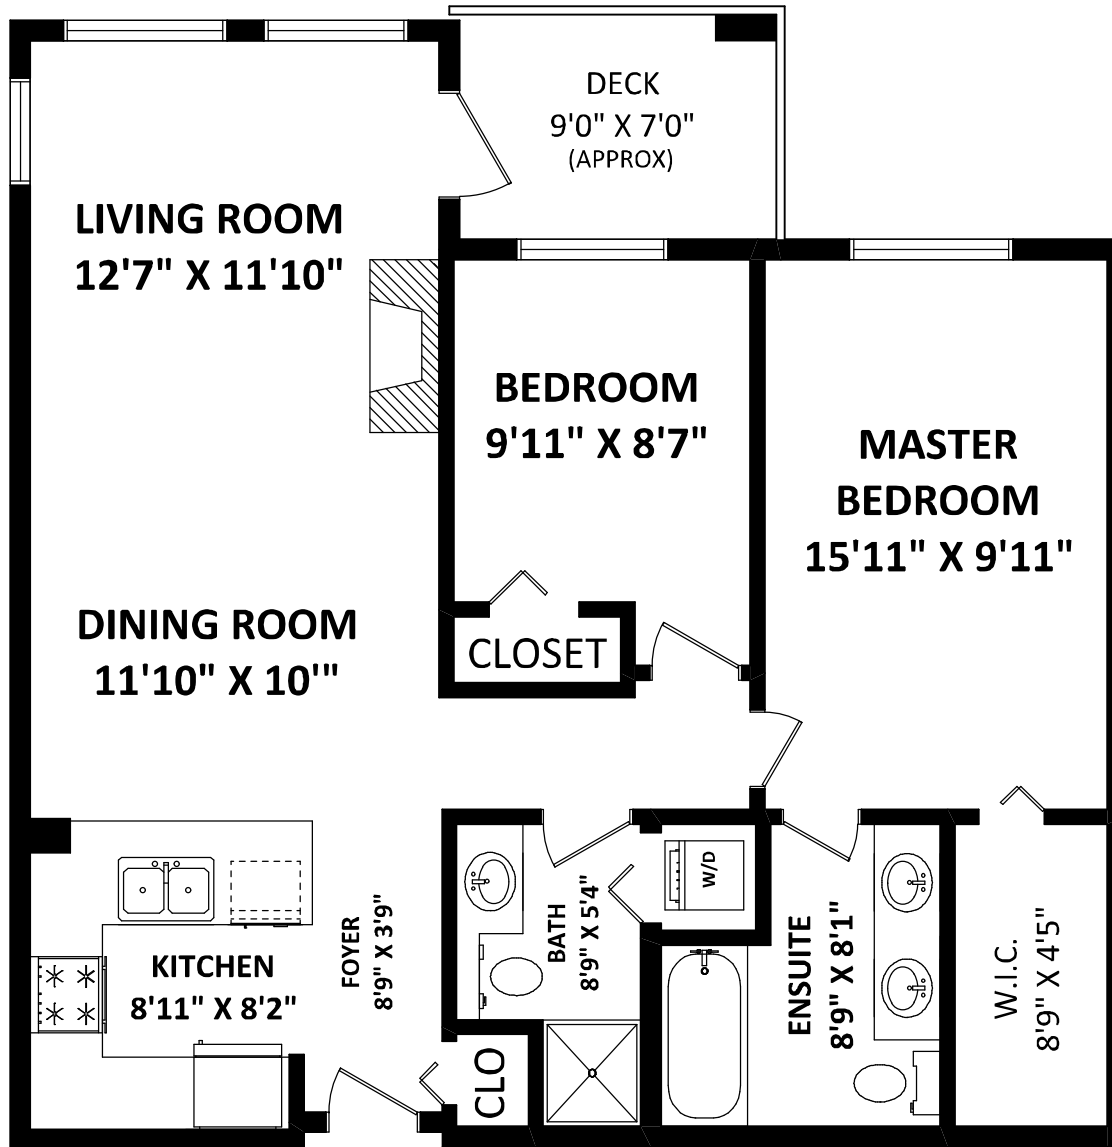 DECK
9'0" X 7'0"
(APPROX)
LIVING ROOM
12'7" X 11'10"
BEDROOM
9'11" X 8'7"
MASTER
BEDROOM
15'11" X 9'11"
DINING ROOM
11'10" X 10'"
CLOSET
KITCHEN
8'11" X 8'2"
FOYER
8'9" X 3'9"
BATH
8'9" X 5'4"
W/D
ENSUITE
8'9" X 8'1"
W.I.C.
8'9" X 4'5"
CLO